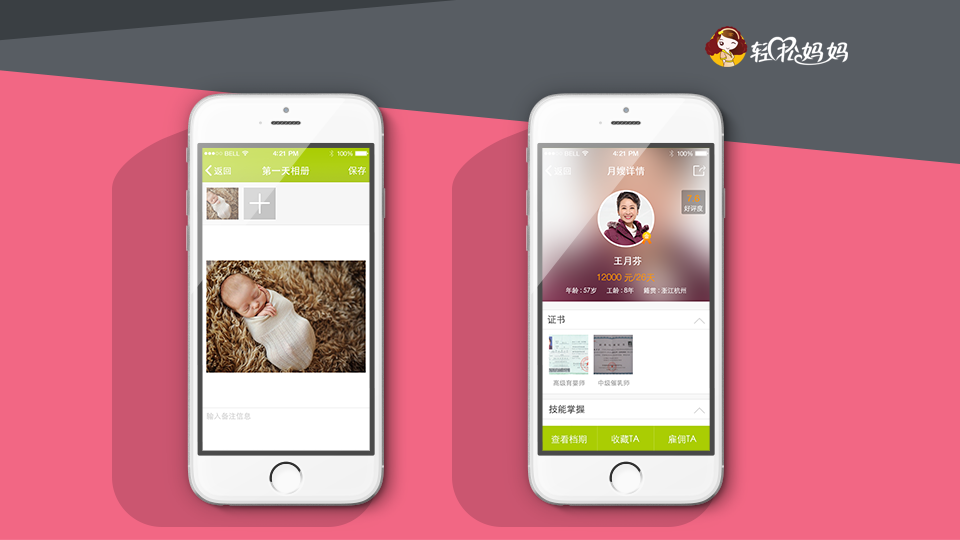 轻松妈妈
BELL 4:21 PM 100%
返回 第一天相册 保存
输入备注信息
BELL 4:21 PM 100%
返回 月嫂详情
好评度
王月芬
12000 元/26天
年龄：57岁 工龄：8年 籍贯：浙江杭州
证书
高级育婴师 中级催乳师
技能掌握
查看档期 收藏TA 雇佣TA